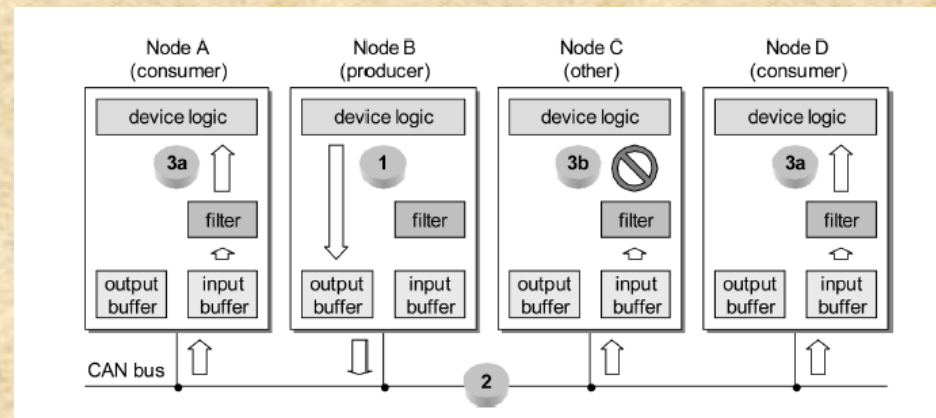 Node A
(consumer)
Node B
(producer)
Node C
(other)
Node D
(consumer)
device logic
device logic
device logic
device logic
3a
1
3b
3a
filter
filter
filter
filter
output
buffer
input
buffer
output
buffer
input
buffer
output
buffer
input
buffer
output
buffer
input
buffer
CAN bus
2